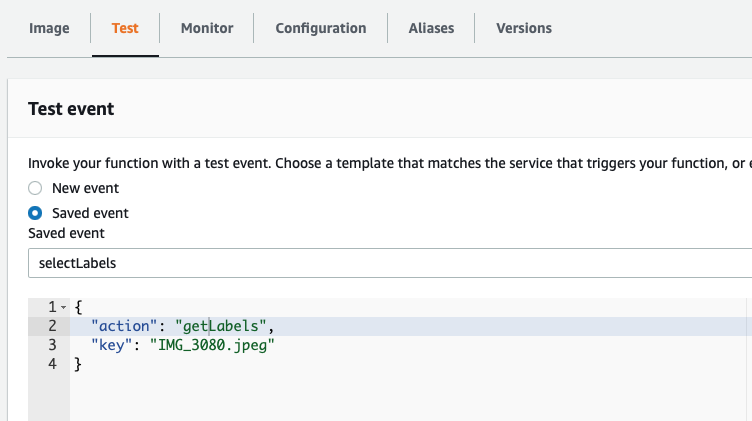 Image Test Monitor Configuration Aliases Versions
Test event
Invoke your function with a test event. Choose a template that matches the service that triggers your function, or
New event
Saved event
Saved event
selectLabels
1 {
2 "action": "getLabels",
3 "key": "IMG_3080.jpeg"
4 }